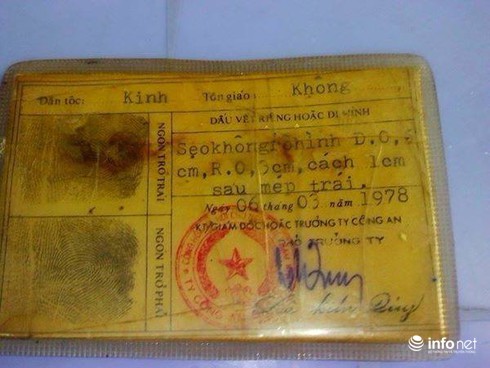 Dân tộc: Kinh Tôn giáo: Không
DẤU VẾT RIÊNG HOẶC DỊ HÌNH
Sẹo không rõ hình D.0,
cm, R.0,5cm, cách 1cm
sau mép trái.
Ngày 06 tháng 03 năm 1978
KT/GIÁM ĐỐC HOẶC TRƯỞNG TY CÔNG AN
PHÓ TRƯỞNG TY
NGÓN TRỎ TRÁI
NGÓN TRỎ PHẢI
infonet